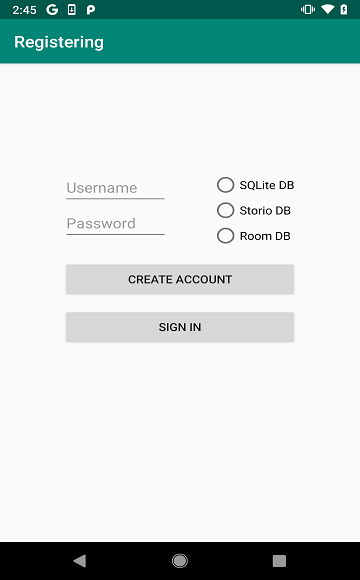 2:45
Registering
Username
Password
SQLite DB
Storio DB
Room DB
CREATE ACCOUNT
SIGN IN